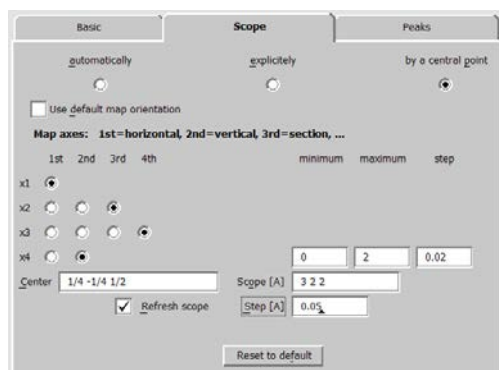 Basic Scope Peaks
automatically explicitely by a central point
Use default map orientation
Map axes: 1st=horizontal, 2nd=vertical, 3rd=section, ...
1st 2nd 3rd 4th minimum maximum step
x1
x2
x3
x4 0 2 0.02
Center 1/4 -1/4 1/2 Scope [A] 3 2 2
Refresh scope Step [A] 0.05
Reset to default